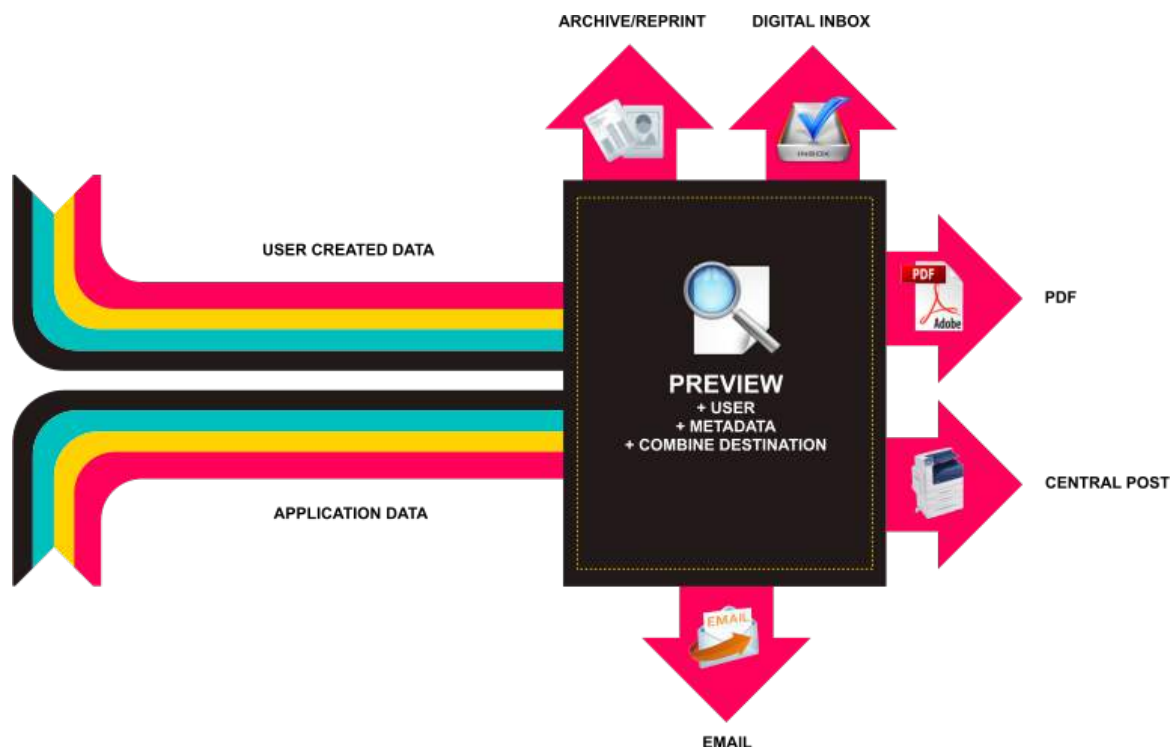 ARCHIVE/REPRINT
DIGITAL INBOX
INBOX
USER CREATED DATA
PDF
Adobe
PDF
PREVIEW
+ USER
+ METADATA
+ COMBINE DESTINATION
CENTRAL POST
APPLICATION DATA
EMAIL
EMAIL